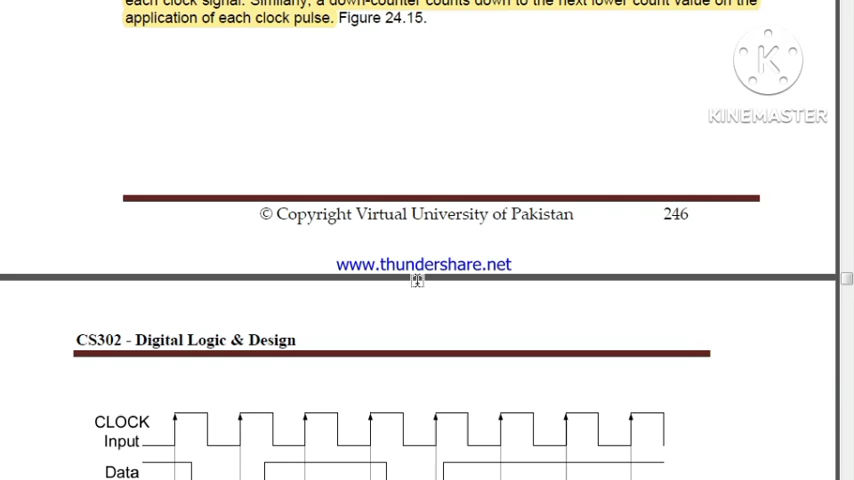 each clock signal. Similarly, a down-counter counts down to the next lower count value on the
application of each clock pulse. Figure 24.15.
K
KINEMASTER
© Copyright Virtual University of Pakistan 246
www.thundershare.net
CS302 - Digital Logic & Design
CLOCK
Input
Data